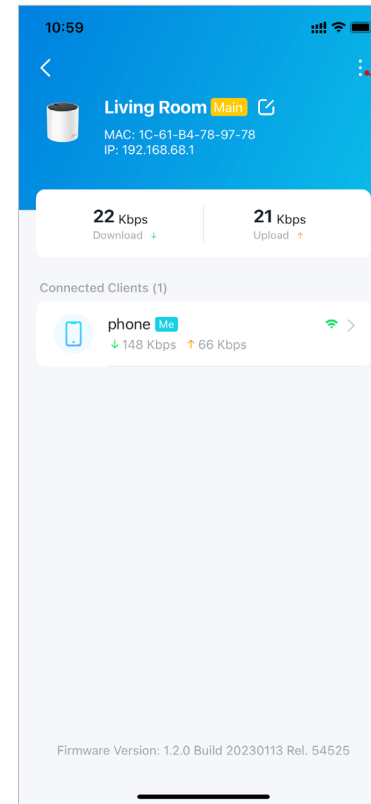 10:59
Living Room Main
MAC: 1C-61-B4-78-97-78
IP: 192.168.68.1
22 Kbps 21 Kbps
Download ↓ Upload ↑
Connected Clients (1)
phone Me
↓ 148 Kbps ↑ 66 Kbps
Firmware Version: 1.2.0 Build 20230113 Rel. 54525